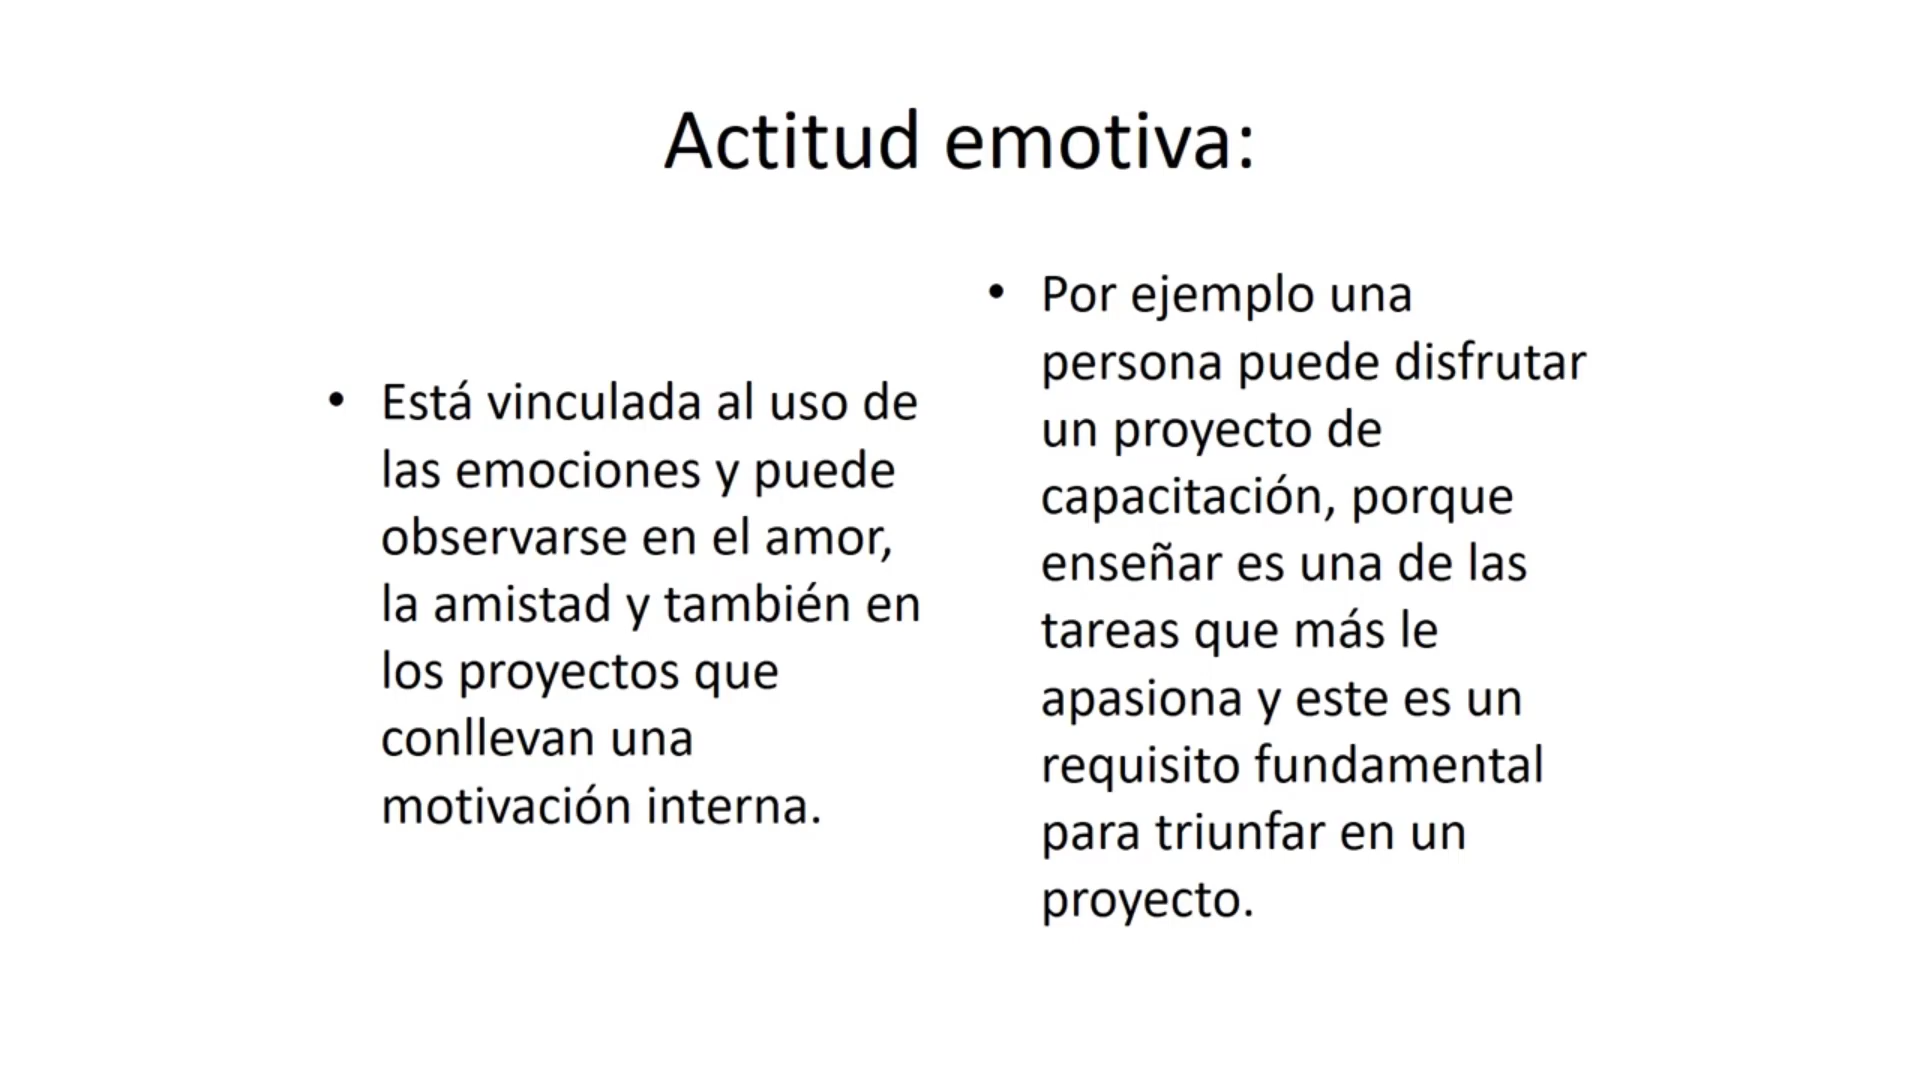 Actitud emotiva:
• Está vinculada al uso de
las emociones y puede
observarse en el amor,
la amistad y también en
los proyectos que
conllevan una
motivación interna.
• Por ejemplo una
persona puede disfrutar
un proyecto de
capacitación, porque
enseñar es una de las
tareas que más le
apasiona y este es un
requisito fundamental
para triunfar en un
proyecto.